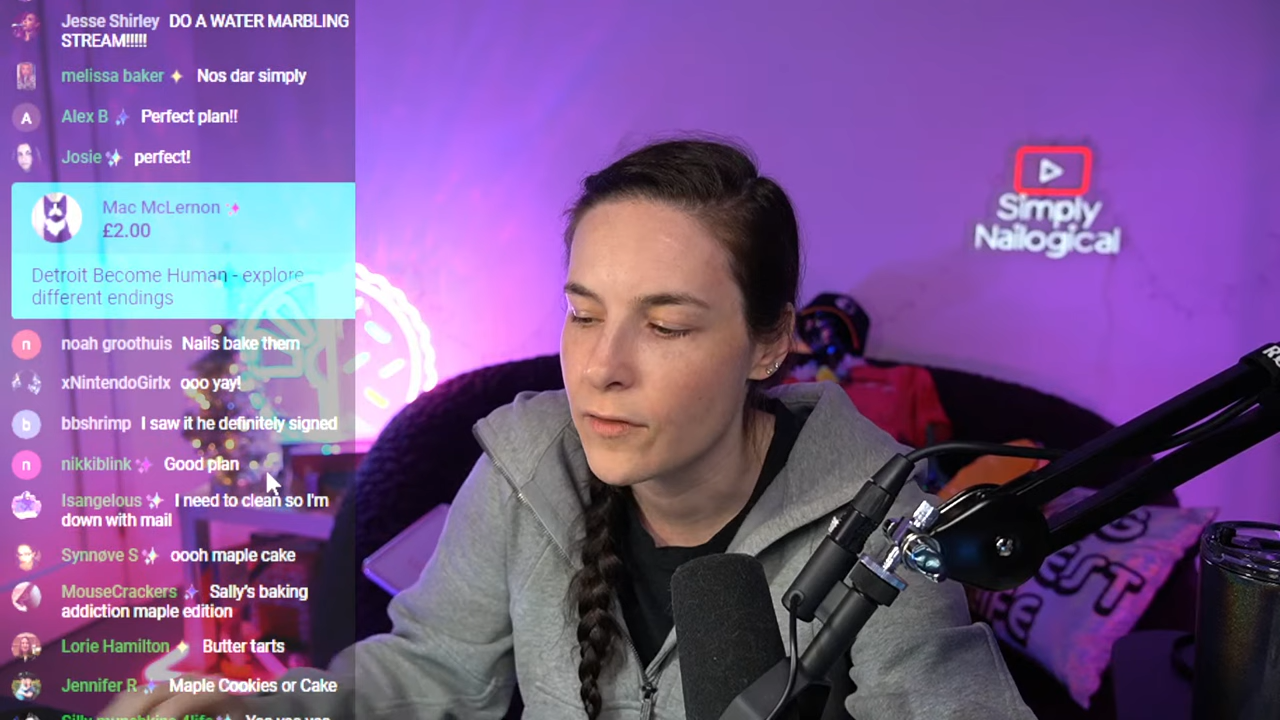 Jesse Shirley DO A WATER MARBLING
STREAM!!!!!
melissa baker Nos dar simply
A Alex B Perfect plan!!
Josie perfect!
Mac McLernon
£2.00
Detroit Become Human - explore
different endings
n noah groothuis Nails bake them
xNintendoGirlx ooo yay!
b bbshrimp I saw it he definitely signed
n nikkiblink Good plan
Isangelous I need to clean so I'm
down with mail
Synnøve S oooh maple cake
MouseCrackers Sally's baking
addiction maple edition
Lorie Hamilton Butter tarts
Jennifer R Maple Cookies or Cake
Simply
Nailogical
EST